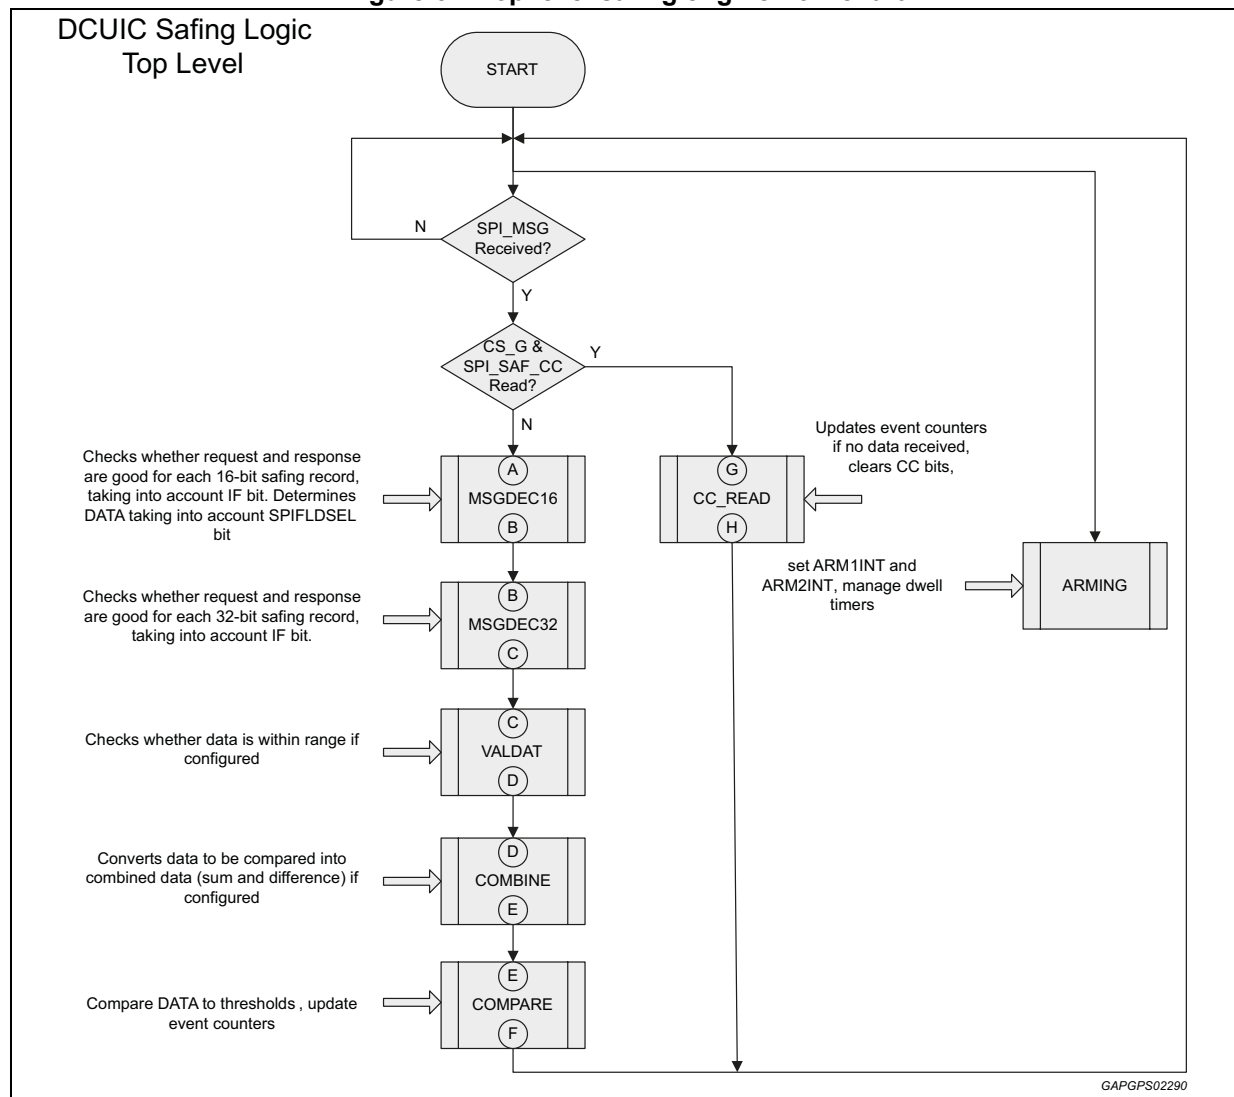 DCUIC Safing Logic
Top Level
START
N
SPI_MSG
Received?
Y
CS_G &
SPI_SAF_CC
Read?
Y
N
Checks whether request and response
are good for each 16-bit safing record,
taking into account IF bit. Determines
DATA taking into account SPIFLDSEL
bit
A
MSGDEC16
B
G
CC_READ
H
Updates event counters
if no data received,
clears CC bits,
set ARM1INT and
ARM2INT, manage dwell
timers
ARMING
Checks whether request and response
are good for each 32-bit safing record,
taking into account IF bit.
B
MSGDEC32
C
Checks whether data is within range if
configured
C
VALDAT
D
Converts data to be compared into
combined data (sum and difference) if
configured
D
COMBINE
E
Compare DATA to thresholds , update
event counters
E
COMPARE
F
GAPGPS02290